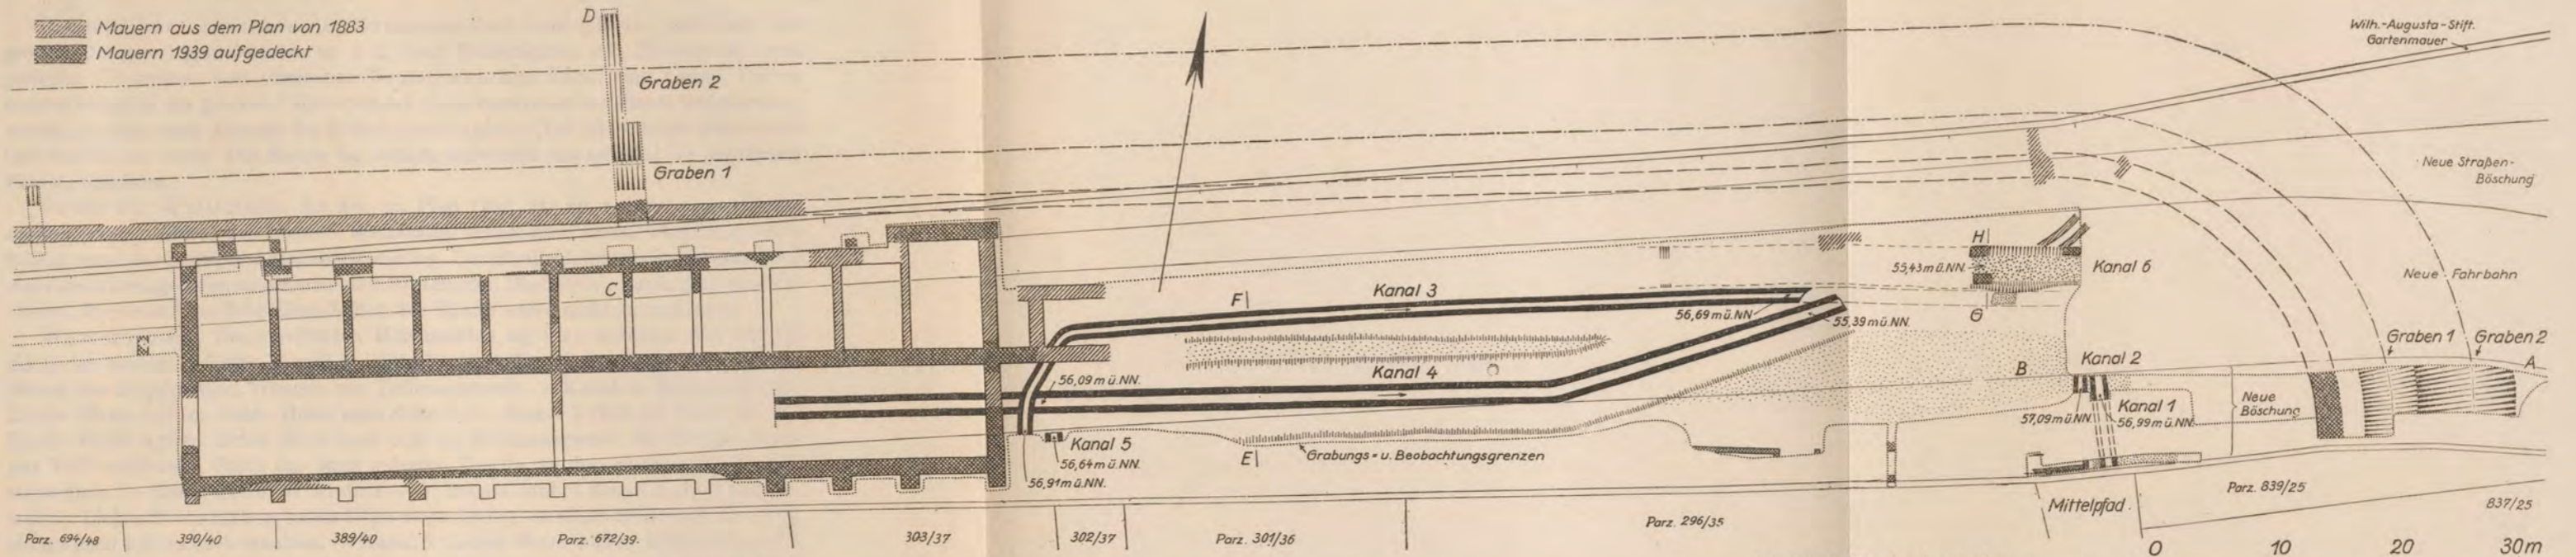 Mauern aus dem Plan von 1883
Mauern 1939 aufgedeckt
D
Graben 2
Graben 1
Wilh.-Augusta-Stift.
Gartenmauer
Neue Straßen-
Böschung
Neue Fahrbahn
C
F
Kanal 3
56,69 m ü.NN
55,39 m ü.NN.
H
55,43 m ü.NN.
G
Kanal 6
Kanal 4
56,09 m ü.NN.
Kanal 5
56,64 m ü.NN.
56,91 m ü.NN.
E
Grabungs- u. Beobachtungsgrenzen
B
Kanal 2
Kanal 1
57,09 m ü.NN.
56,99 m ü.NN.
Neue
Böschung
Graben 1
Graben 2
A
Mittelpfad.
Parz. 694/48
390/40
389/40
Parz. 672/39.
303/37
302/37
Parz. 301/36
Parz. 296/35
Parz. 839/25
837/25
0 10 20 30m